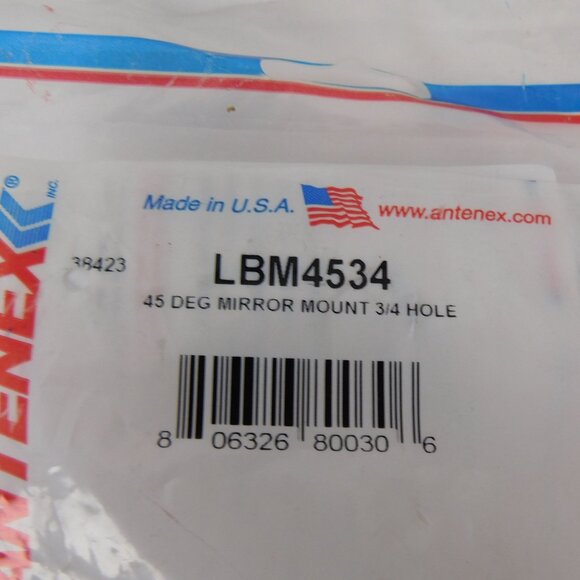 Made in U.S.A.
www.antenex.com
38423
LBM4534
45 DEG MIRROR MOUNT 3/4 HOLE
8 06326 80030 6
ANTENEX
® INC.